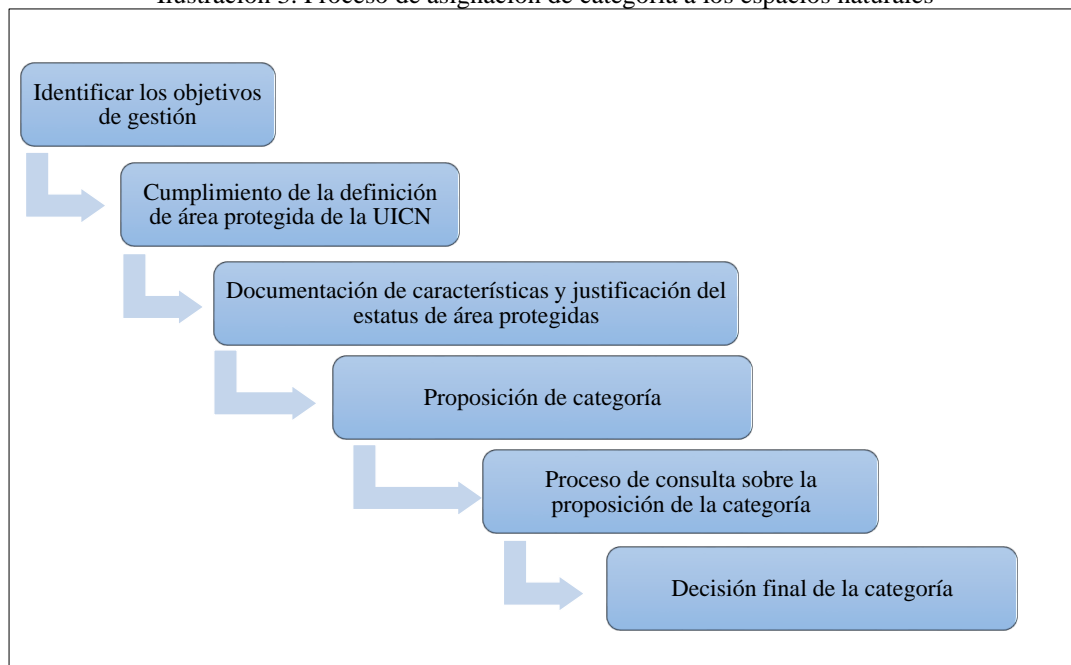 Ilustración 3. Proceso de asignación de categoría a los espacios naturales
Identificar los objetivos
de gestión
Cumplimiento de la definición
de área protegida de la UICN
Documentación de características y justificación del
estatus de área protegidas
Proposición de categoría
Proceso de consulta sobre la
proposición de la categoría
Decisión final de la categoría